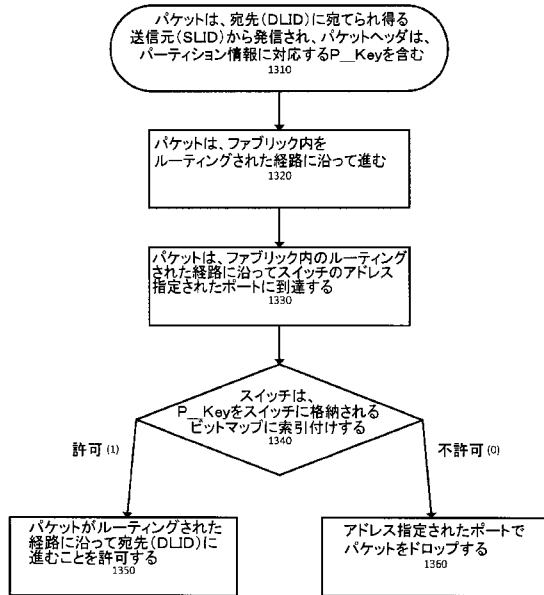 パケットは、宛先(DLID)に宛てられ得る
送信元(SLID)から発信され、パケットヘッダは、
パーティション情報に対応するP__Keyを含む
1310
パケットは、ファブリック内を
ルーティングされた経路に沿って進む
1320
パケットは、ファブリック内のルーティング
された経路に沿ってスイッチのアドレス
指定されたポートに到達する
1330
スイッチは、
P__Keyをスイッチに格納される
ビットマップに索引付けする
1340
許可(1)
不許可(0)
パケットがルーティングされた
経路に沿って宛先(DLID)に
進むことを許可する
1350
アドレス指定されたポートで
パケットをドロップする
1360